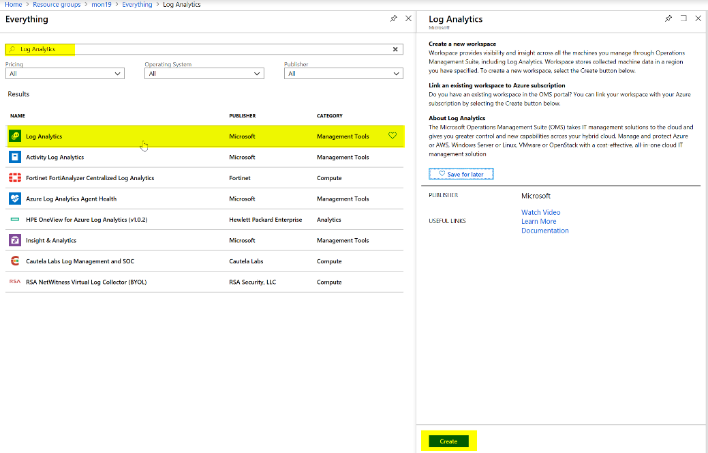 Home > Resource groups > mon19 > Everything > Log Analytics
Everything
Log Analytics
Pricing
All
Operating System
All
Publisher
All
Results
NAME PUBLISHER CATEGORY
Log Analytics Microsoft Management Tools
Activity Log Analytics Microsoft Management Tools
Fortinet FortiAnalyzer Centralized Log Analytics Fortinet Compute
Azure Log Analytics Agent Health Microsoft Management Tools
HPE OneView for Azure Log Analytics (v1.0.2) Hewlett Packard Enterprise Analytics
Insight & Analytics Microsoft Management Tools
Cautela Labs Log Management and SOC Cautela Labs Compute
RSA RSA NetWitness Virtual Log Collector (BYOL) RSA Security, LLC Compute
Log Analytics
Microsoft
Create a new workspace
Workspace provides visibility and insight across all the machines you manage through Operations
Management Suite, including Log Analytics. Workspace stores collected machine data in a region
you have specified. To create a new workspace, select the Create button below.
Link an existing workspace to Azure subscription
Do you have an existing workspace in the OMS portal? You can link your workspace with your Azure
subscription by selecting the Create button below.
About Log Analytics
The Microsoft Operations Management Suite (OMS) takes IT management solutions to the cloud and
gives you greater control and new capabilities across your hybrid cloud. Manage and protect Azure
or AWS, Windows Server or Linux, VMware or OpenStack with a cost-effective, all-in-one cloud IT
management solution
Save for later
PUBLISHER Microsoft
USEFUL LINKS
Watch Video
Learn More
Documentation
Create